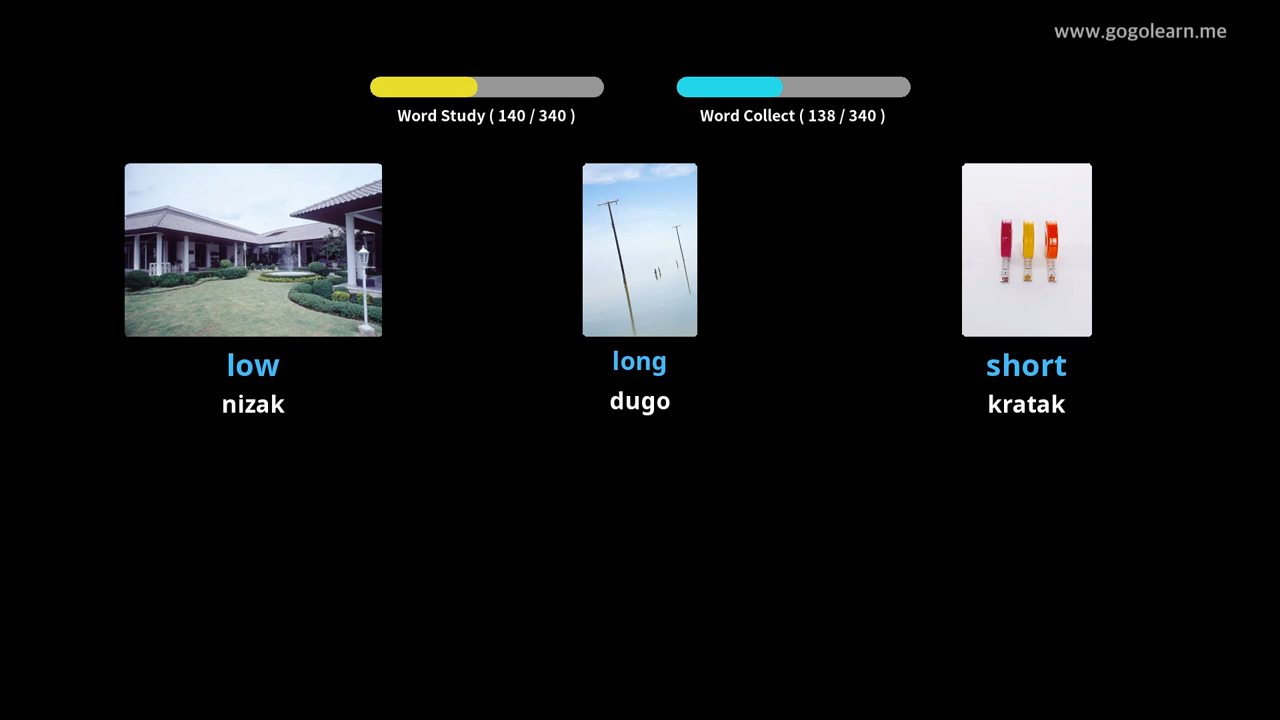 www.gogolearn.me
Word Study ( 140 / 340 )
Word Collect ( 138 / 340 )
low
nizak
long
dugo
short
kratak